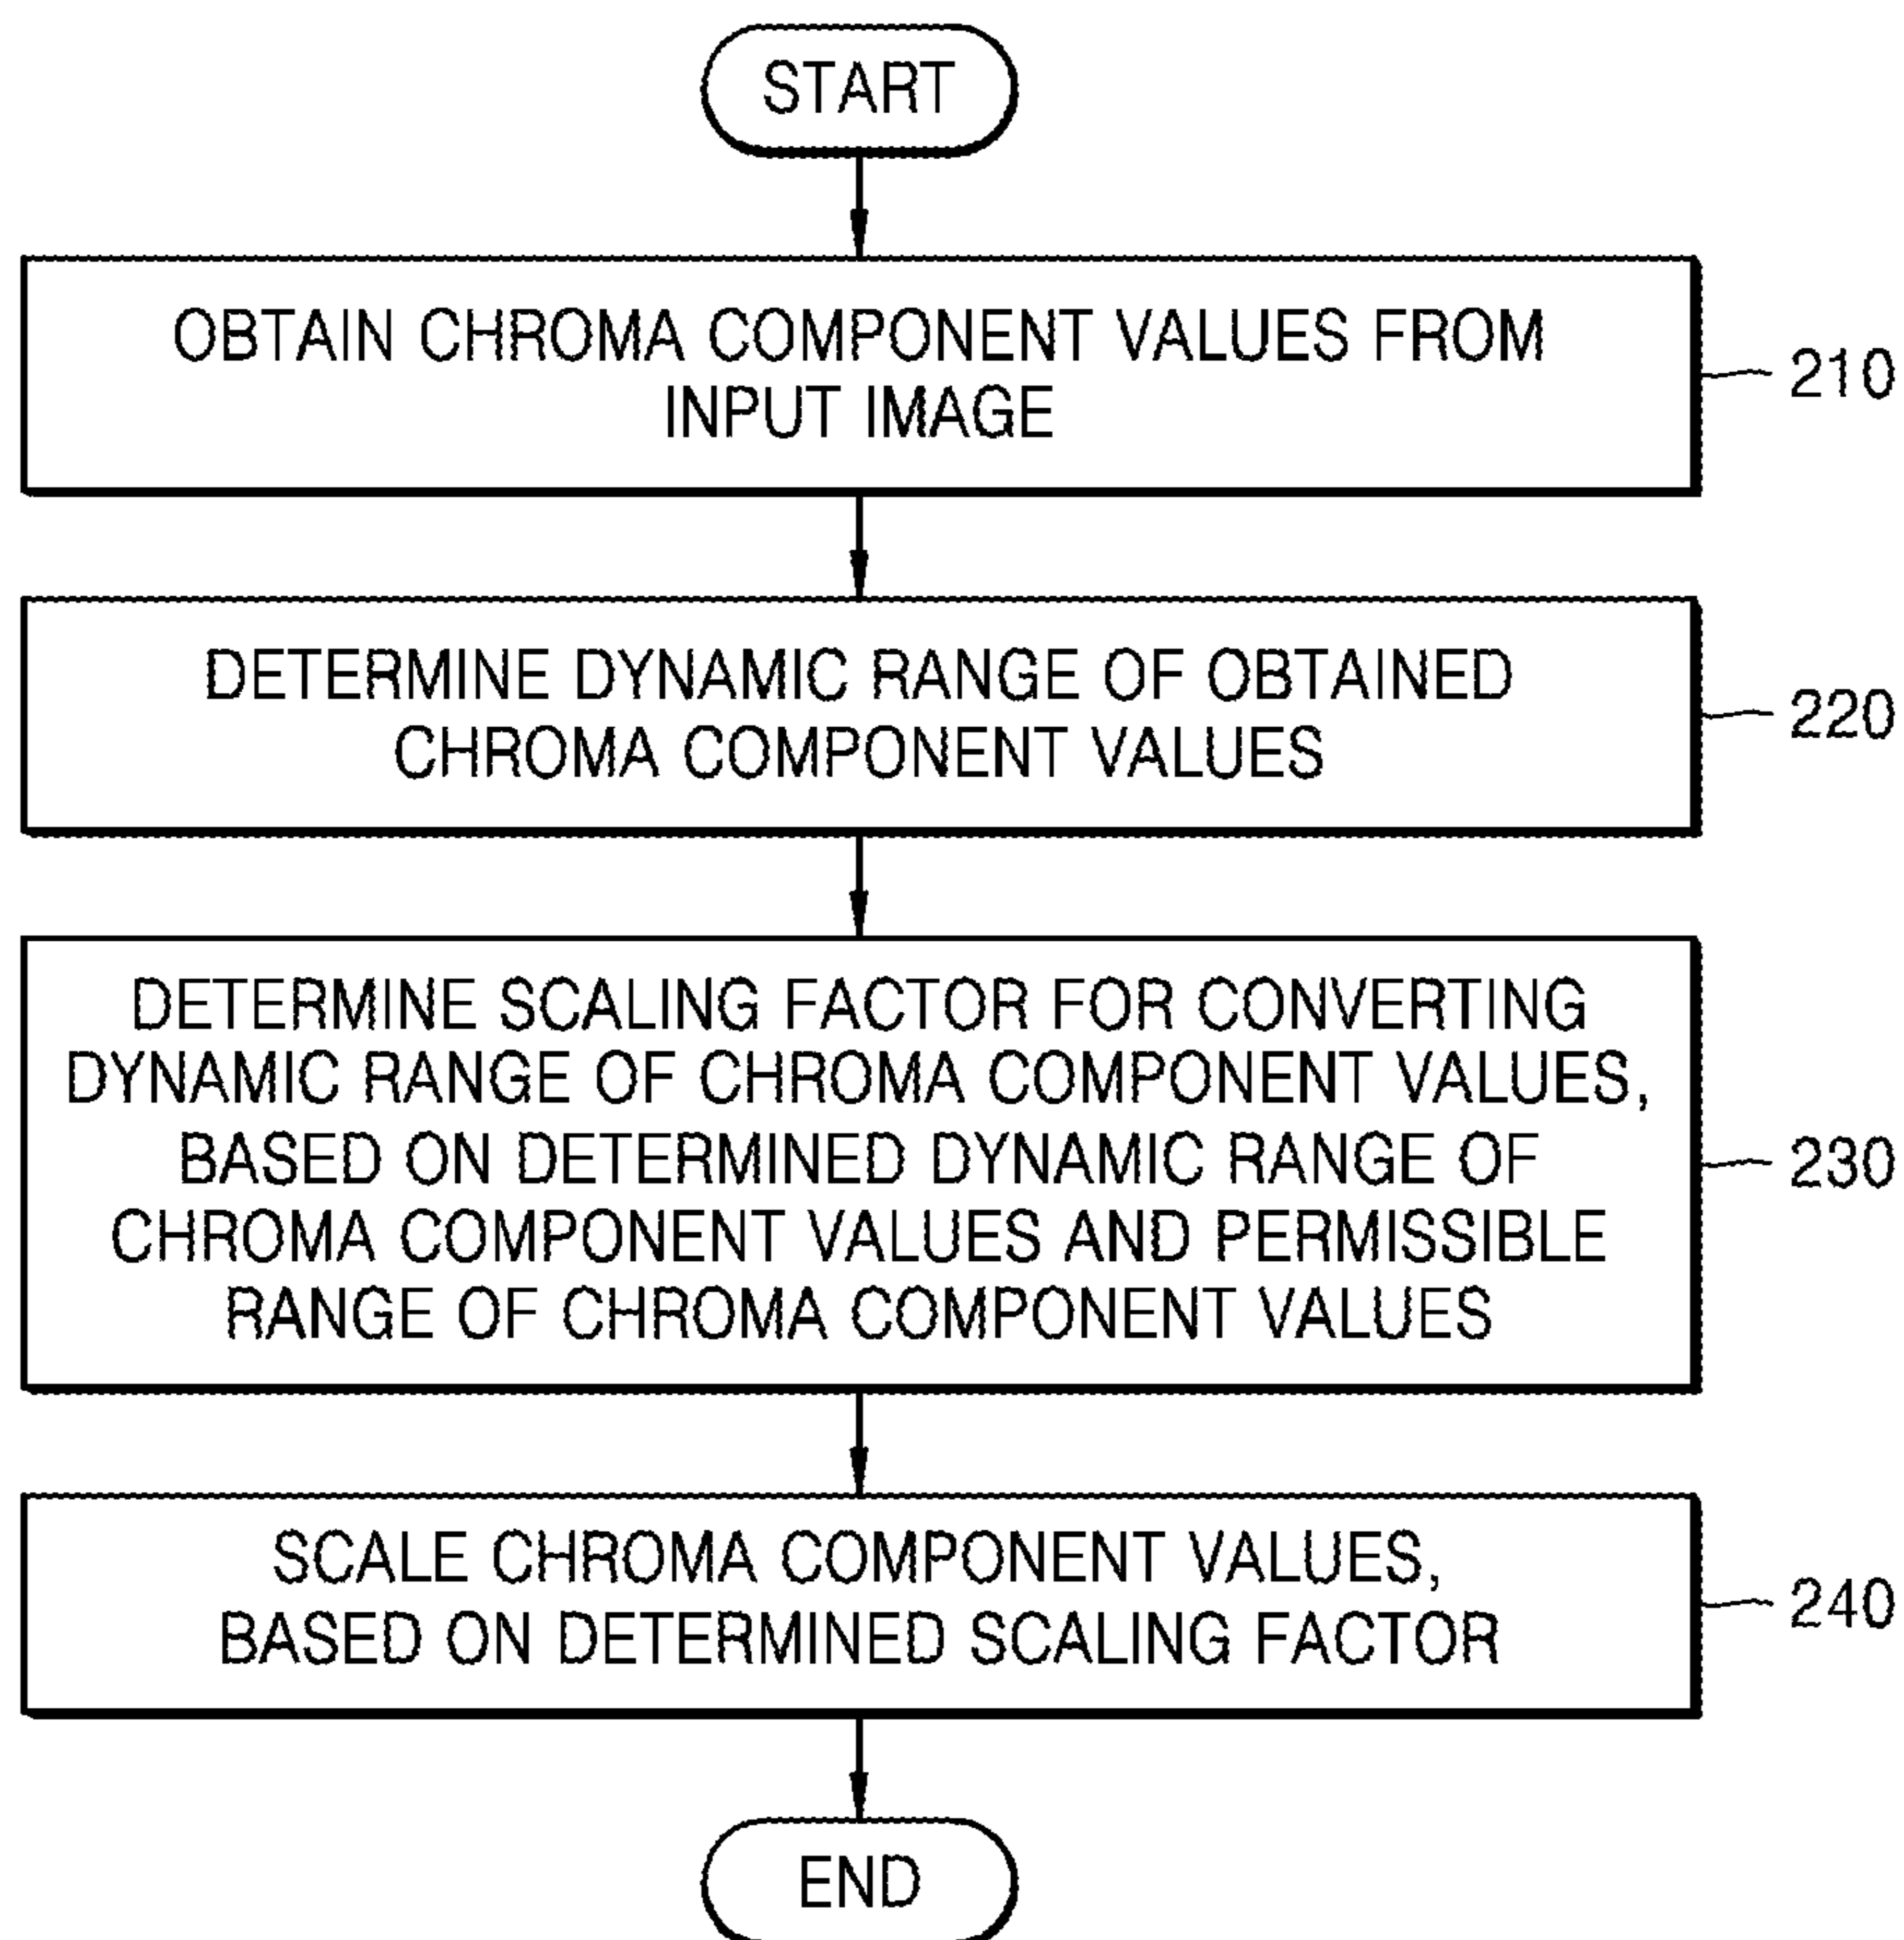 START
OBTAIN CHROMA COMPONENT VALUES FROM
INPUT IMAGE
210
DETERMINE DYNAMIC RANGE OF OBTAINED
CHROMA COMPONENT VALUES
220
DETERMINE SCALING FACTOR FOR CONVERTING
DYNAMIC RANGE OF CHROMA COMPONENT VALUES,
BASED ON DETERMINED DYNAMIC RANGE OF
CHROMA COMPONENT VALUES AND PERMISSIBLE
RANGE OF CHROMA COMPONENT VALUES
230
SCALE CHROMA COMPONENT VALUES,
BASED ON DETERMINED SCALING FACTOR
240
END